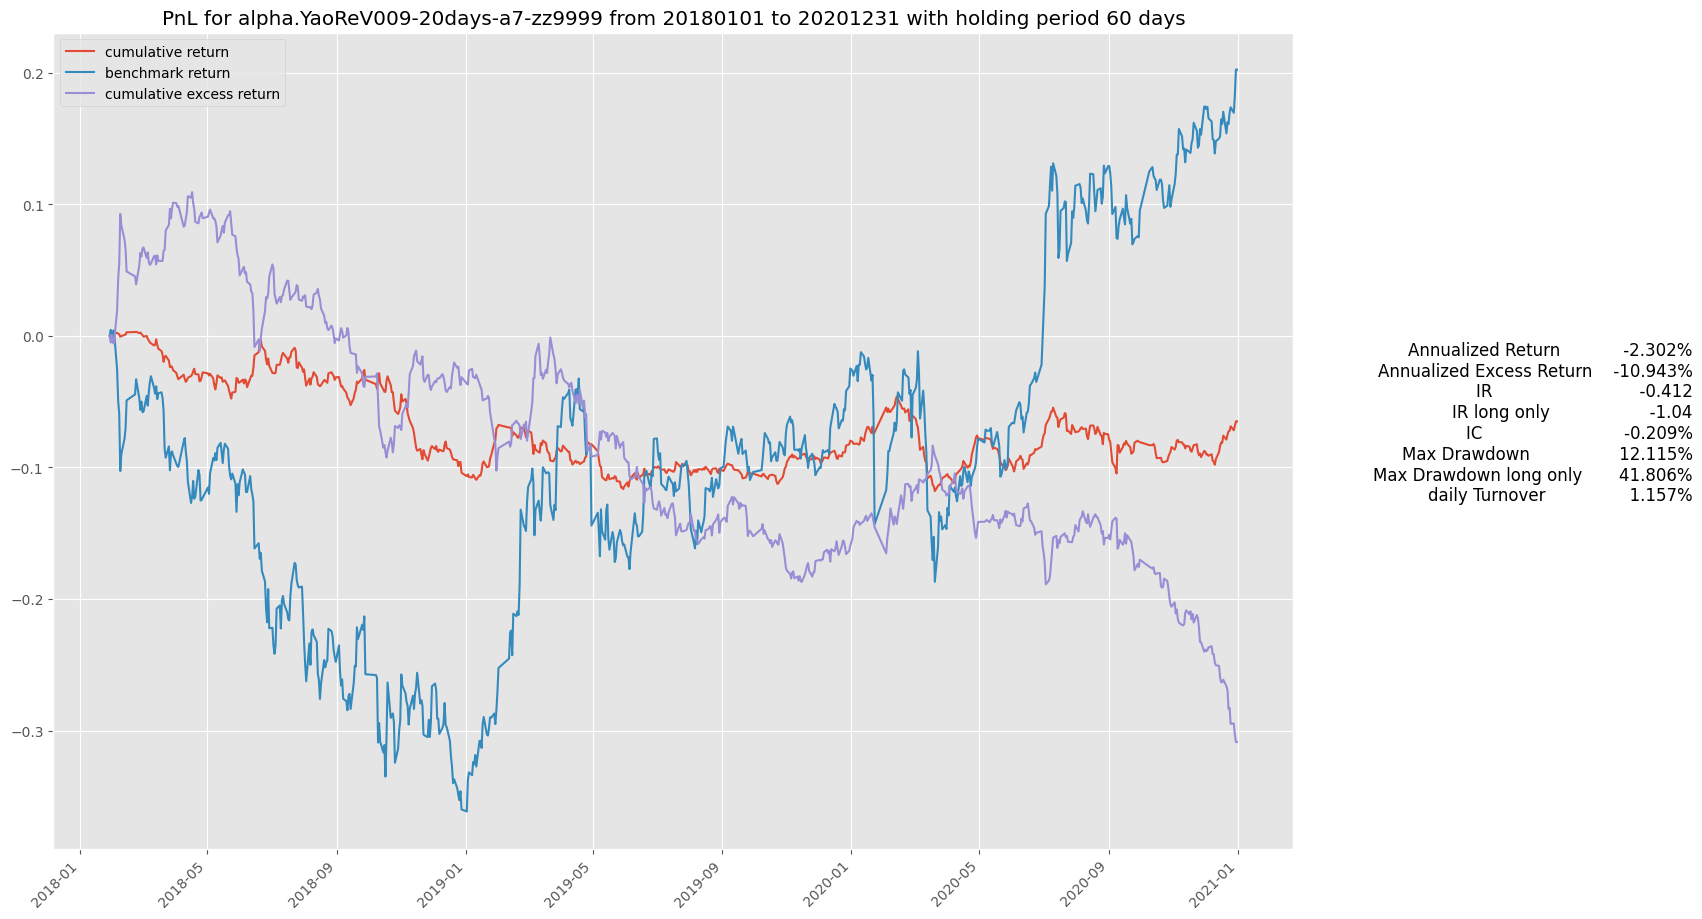 PnL for alpha.YaoReV009-20days-a7-zz9999 from 20180101 to 20201231 with holding period 60 days
cumulative return
benchmark return
cumulative excess return
0.2
0.1
0.0
−0.1
−0.2
−0.3
2018-01
2018-05
2018-09
2019-01
2019-05
2019-09
2020-01
2020-05
2020-09
2021-01
Annualized Return -2.302%
Annualized Excess Return -10.943%
IR -0.412
IR long only -1.04
IC -0.209%
Max Drawdown 12.115%
Max Drawdown long only 41.806%
daily Turnover 1.157%